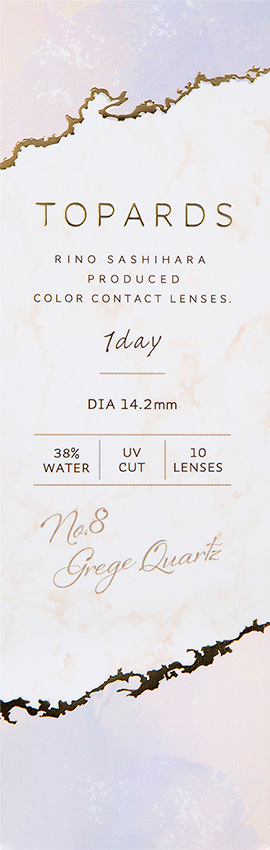 TOPARDS
RINO SASHIHARA
PRODUCED
COLOR CONTACT LENSES.
1day
DIA 14.2mm
38% WATER
UV CUT
10 LENSES
No.8
Grege Quartz